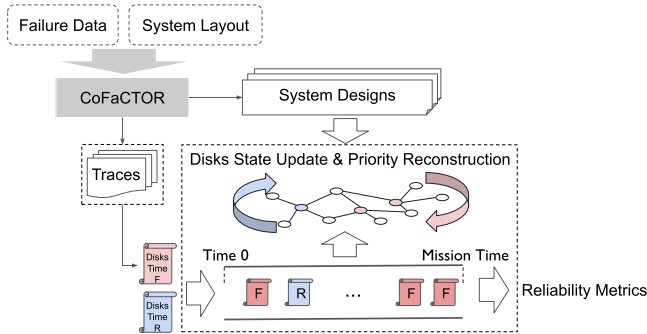 Failure Data
System Layout
CoFaCTOR
System Designs
Disks State Update & Priority Reconstruction
Traces
Time 0
Mission Time
Disks
Time
F
F
R
...
F
F
Reliability Metrics
Disks
Time
R